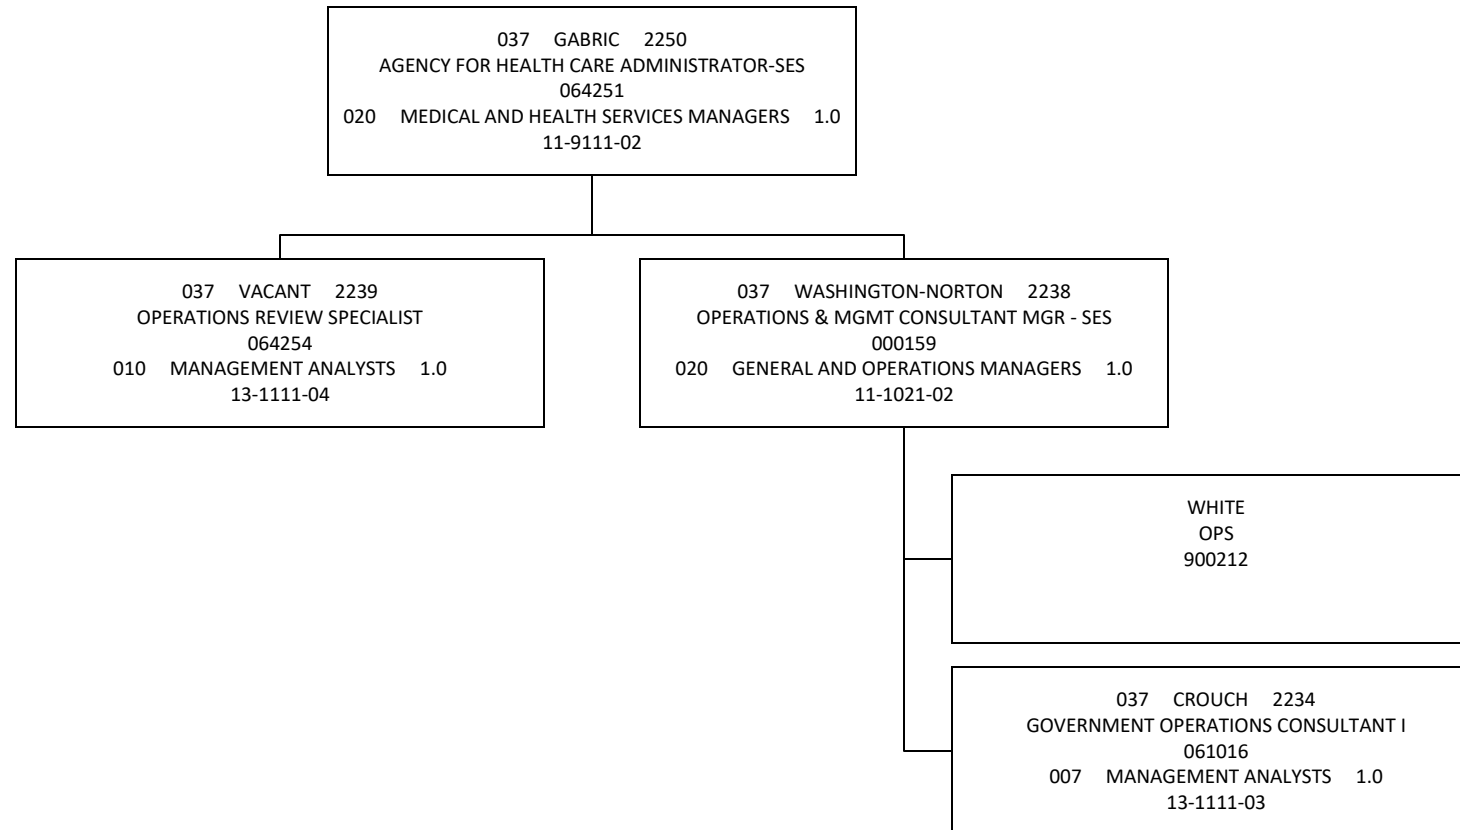 037 GABRIC 2250
AGENCY FOR HEALTH CARE ADMINISTRATOR-SES
064251
020 MEDICAL AND HEALTH SERVICES MANAGERS 1.0
11-9111-02
037 VACANT 2239
OPERATIONS REVIEW SPECIALIST
064254
010 MANAGEMENT ANALYSTS 1.0
13-1111-04
037 WASHINGTON-NORTON 2238
OPERATIONS & MGMT CONSULTANT MGR - SES
000159
020 GENERAL AND OPERATIONS MANAGERS 1.0
11-1021-02
WHITE
OPS
900212
037 CROUCH 2234
GOVERNMENT OPERATIONS CONSULTANT I
061016
007 MANAGEMENT ANALYSTS 1.0
13-1111-03